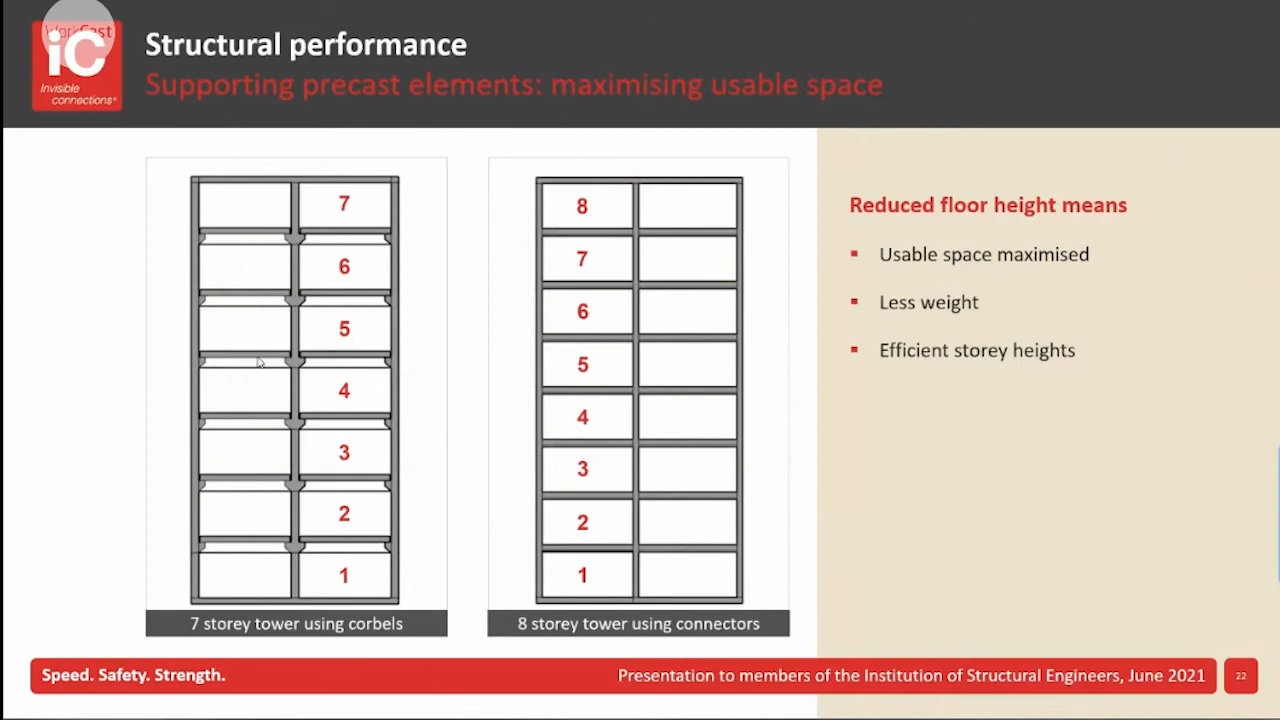 WorkCast
iC
Invisible
connections®
Structural performance
Supporting precast elements: maximising usable space
7
6
5
4
3
2
1
7 storey tower using corbels
8
7
6
5
4
3
2
1
8 storey tower using connectors
Reduced floor height means
▪ Usable space maximised
▪ Less weight
▪ Efficient storey heights
Speed. Safety. Strength.
Presentation to members of the Institution of Structural Engineers, June 2021
22